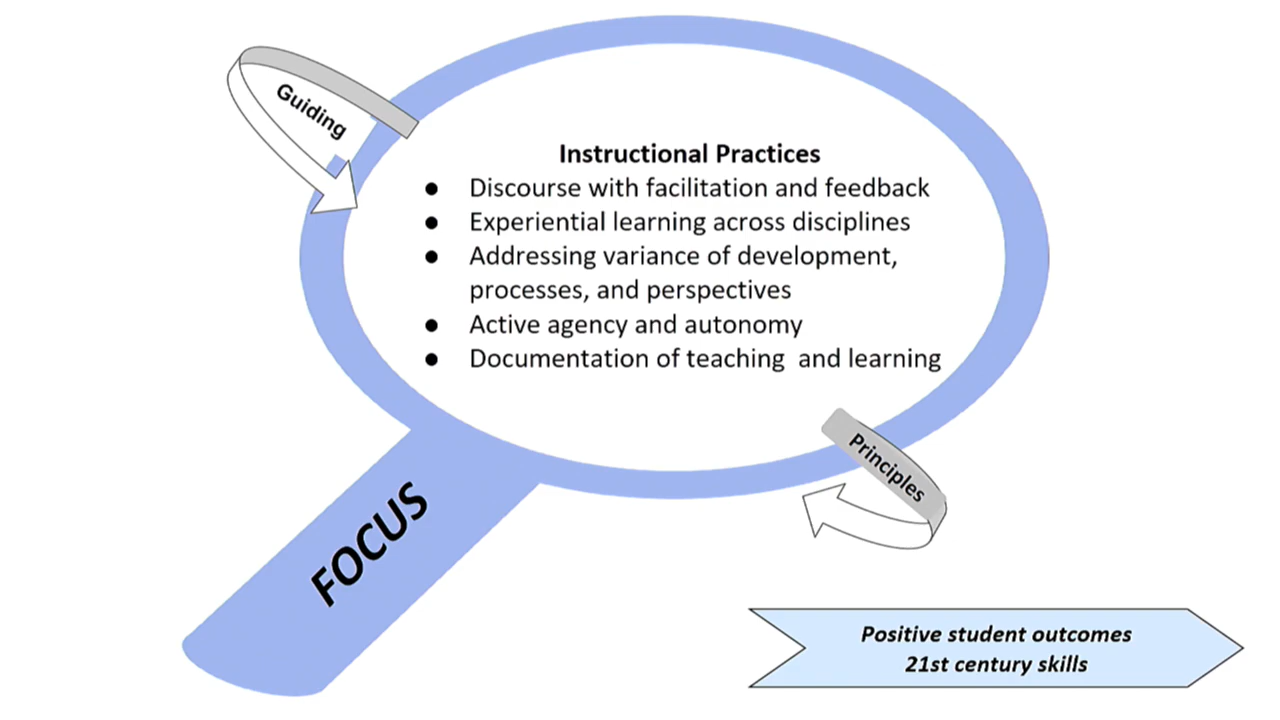 Guiding
Instructional Practices
● Discourse with facilitation and feedback
● Experiential learning across disciplines
● Addressing variance of development,
processes, and perspectives
● Active agency and autonomy
● Documentation of teaching  and learning
Principles
FOCUS
Positive student outcomes
21st century skills